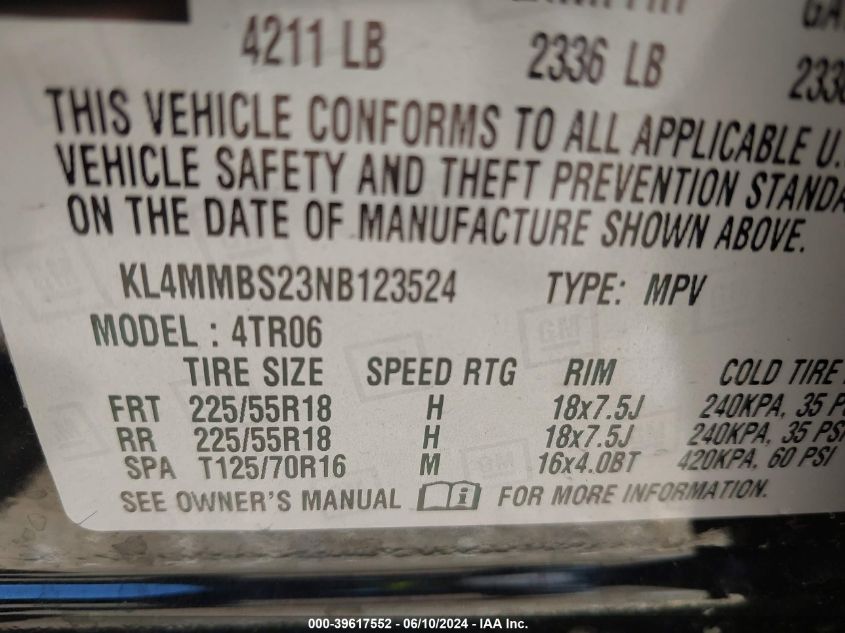 4211 LB 2336 LB
THIS VEHICLE CONFORMS TO ALL APPLICABLE U.
VEHICLE SAFETY AND THEFT PREVENTION STANDA
ON THE DATE OF MANUFACTURE SHOWN ABOVE.
KL4MMBS23NB123524 TYPE: MPV
MODEL : 4TR06
TIRE SIZE SPEED RTG RIM COLD TIRE
FRT 225/55R18 H 18x7.5J 240KPA, 35 P
RR 225/55R18 H 18x7.5J 240KPA, 35 PSI
SPA T125/70R16 M 16x4.0BT 420KPA, 60 PSI
SEE OWNER'S MANUAL i FOR MORE INFORMATION.
000-39617552 - 06/10/2024 - IAA Inc.